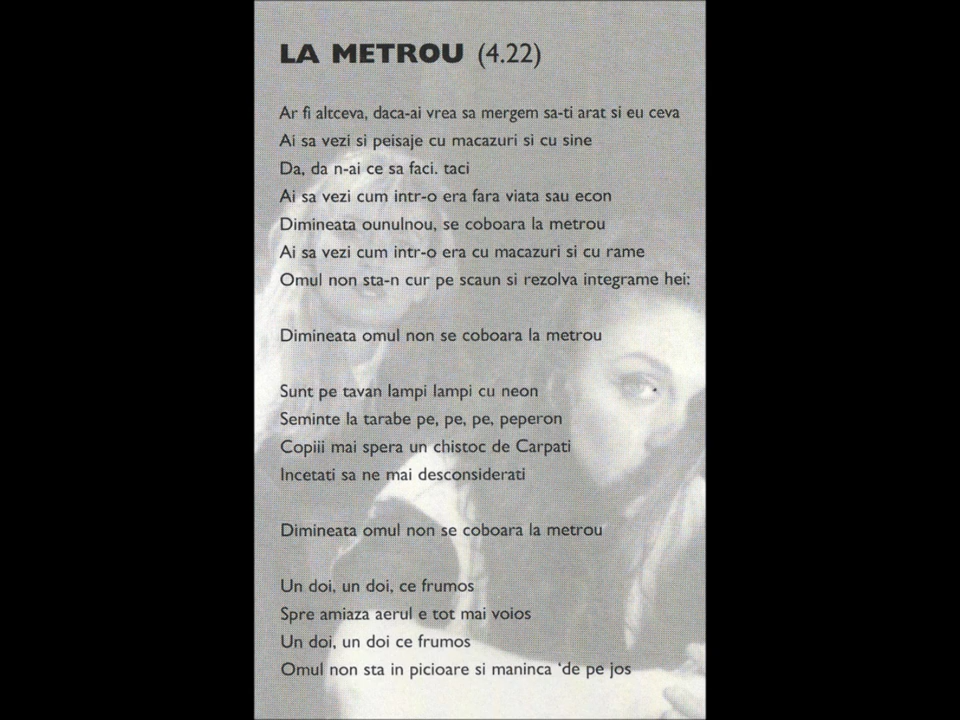 LA METROU (4.22)
Ar fi altceva, daca-ai vrea sa mergem sa-ti arat si eu ceva
Ai sa vezi si peisaje cu macazuri si cu sine
Da, da n-ai ce sa faci. taci
Ai sa vezi cum intr-o era fara viata sau econ
Dimineata ounulnou, se coboara la metrou
Ai sa vezi cum intr-o era cu macazuri si cu rame
Omul non sta-n cur pe scaun si rezolva integrame hei:
Dimineata omul non se coboara la metrou
Sunt pe tavan lampi lampi cu neon
Seminte la tarabe pe, pe, pe, peperon
Copiii mai spera un chistoc de Carpati
Incetati sa ne mai desconsiderati
Dimineata omul non se coboara la metrou
Un doi, un doi, ce frumos
Spre amiaza aerul e tot mai voios
Un doi, un doi ce frumos
Omul non sta in picioare si maninca 'de pe jos